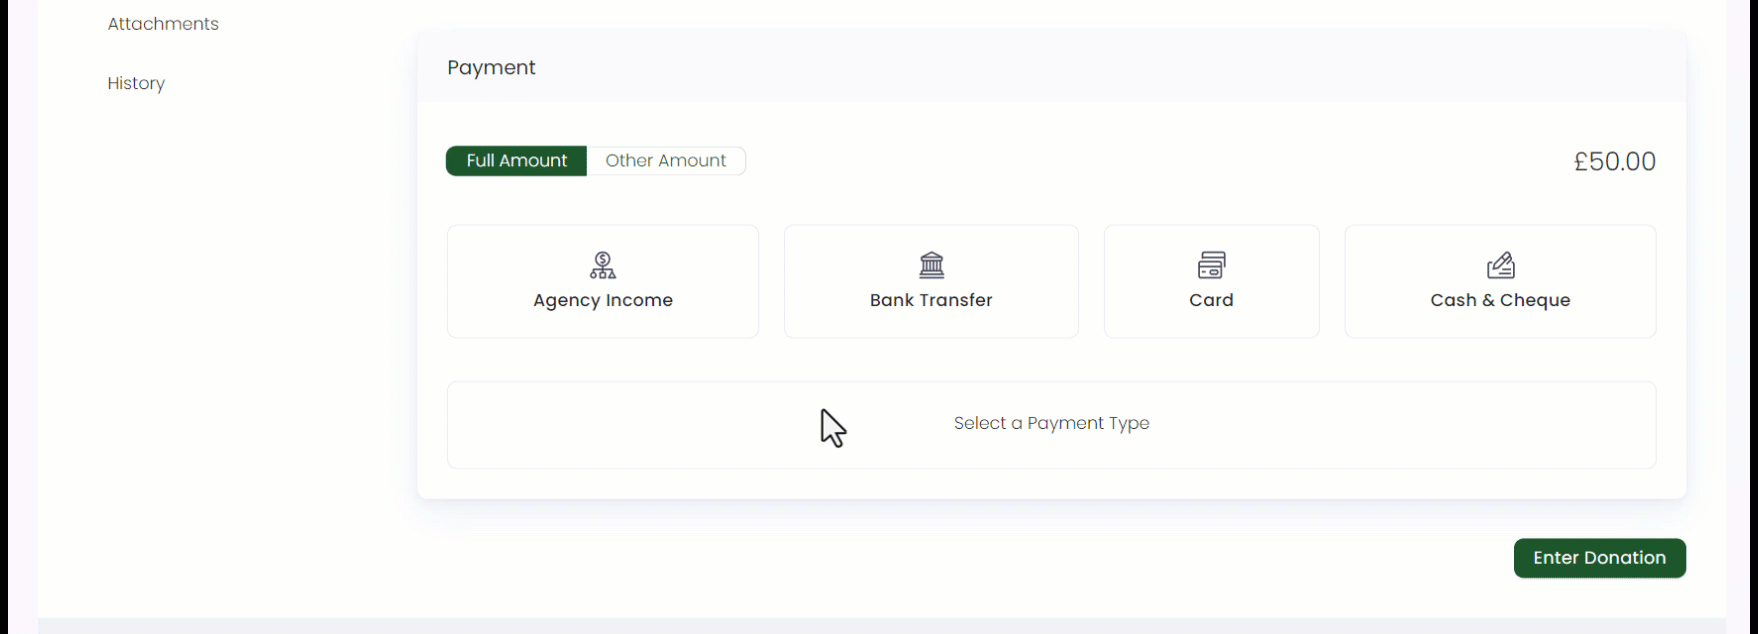 Attachments
History
Payment
Full Amount Other Amount £50.00
Agency Income Bank Transfer Card Cash & Cheque
Select a Payment Type
Enter Donation